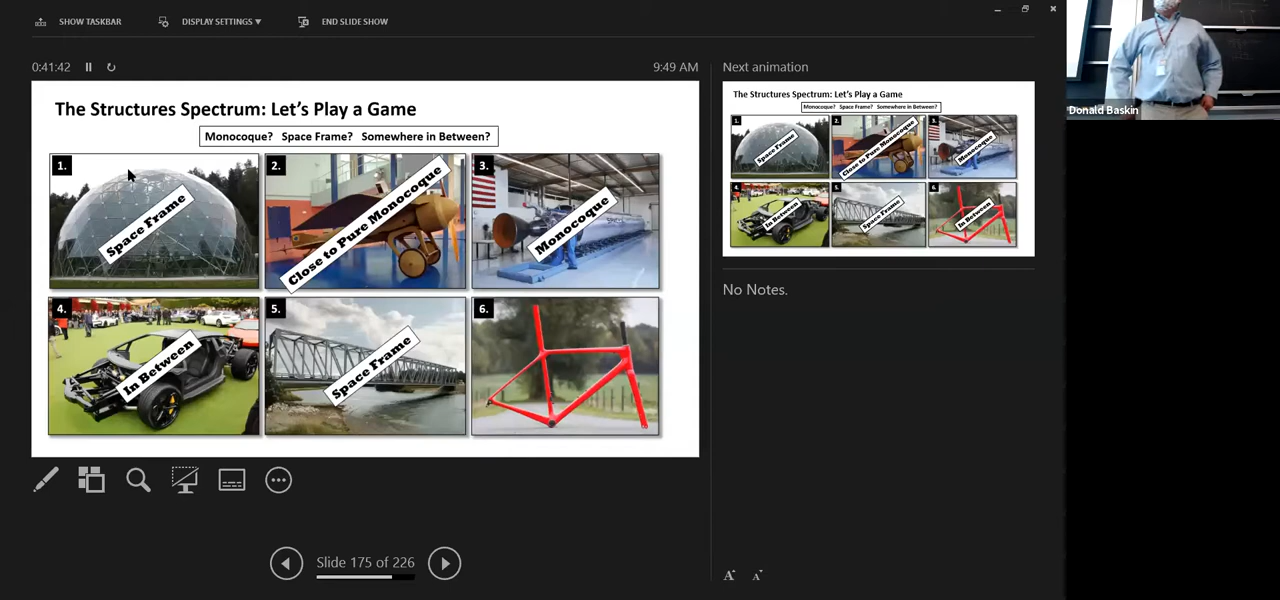 SHOW TASKBAR
DISPLAY SETTINGS
END SLIDE SHOW
0:41:42
9:49 AM
The Structures Spectrum: Let's Play a Game
Monocoque? Space Frame? Somewhere in Between?
1.
Space Frame
2.
Close to Pure Monocoque
3.
Monocoque
4.
In Between
5.
Space Frame
6.
Slide 175 of 226
Next animation
The Structures Spectrum: Let's Play a Game
Monocoque? Space Frame? Somewhere in Between?
1.
Space Frame
2.
Close to Pure Monocoque
3.
Monocoque
4.
In Between
5.
Space Frame
6.
In Between
No Notes.
A A
Donald Baskin